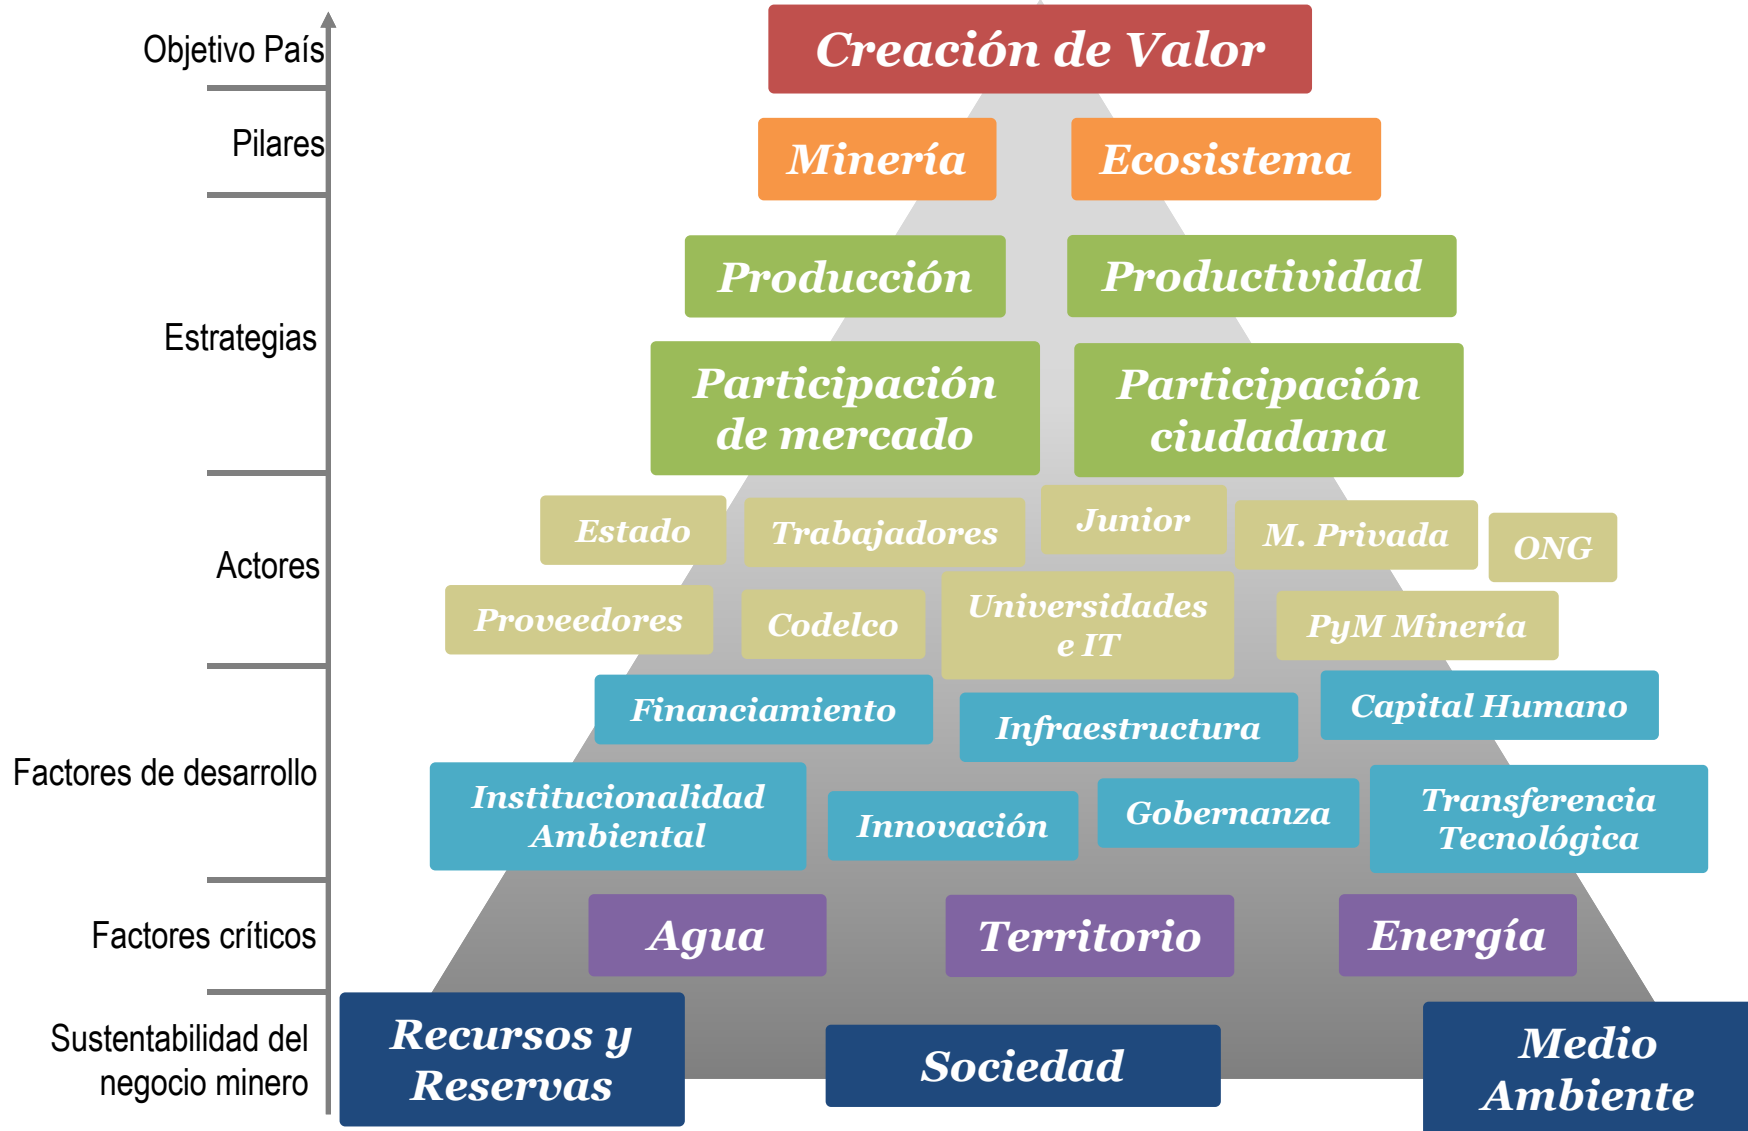 Objetivo País
Creación de Valor
Pilares
Minería
Ecosistema
Estrategias
Producción
Productividad
Participación
de mercado
Participación
ciudadana
Actores
Estado
Trabajadores
Junior
M. Privada
ONG
Proveedores
Codelco
Universidades
e IT
PyM Minería
Factores de desarrollo
Financiamiento
Infraestructura
Capital Humano
Institucionalidad
Ambiental
Innovación
Gobernanza
Transferencia
Tecnológica
Factores críticos
Agua
Territorio
Energía
Sustentabilidad del
negocio minero
Recursos y
Reservas
Sociedad
Medio
Ambiente